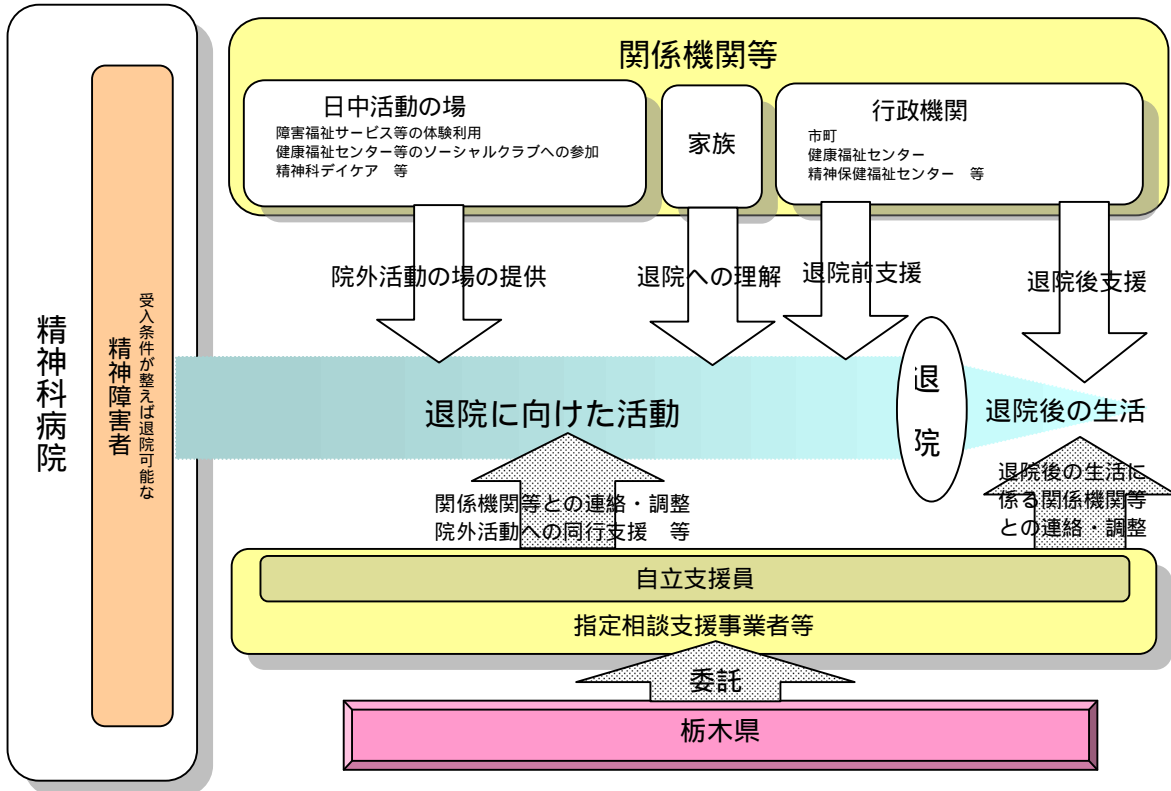 精神科病院
受入条件が整えば退院可能な
精神障害者
関係機関等
日中活動の場
障害福祉サービス等の体験利用
健康福祉センター等のソーシャルクラブへの参加
精神科デイケア　等
家族
行政機関
市町
健康福祉センター
精神保健福祉センター　等
院外活動の場の提供
退院への理解
退院前支援
退院後支援
退院に向けた活動
退院
退院後の生活
関係機関等との連絡・調整
院外活動への同行支援　等
退院後の生活に
係る関係機関等
との連絡・調整
自立支援員
指定相談支援事業者等
委託
栃木県